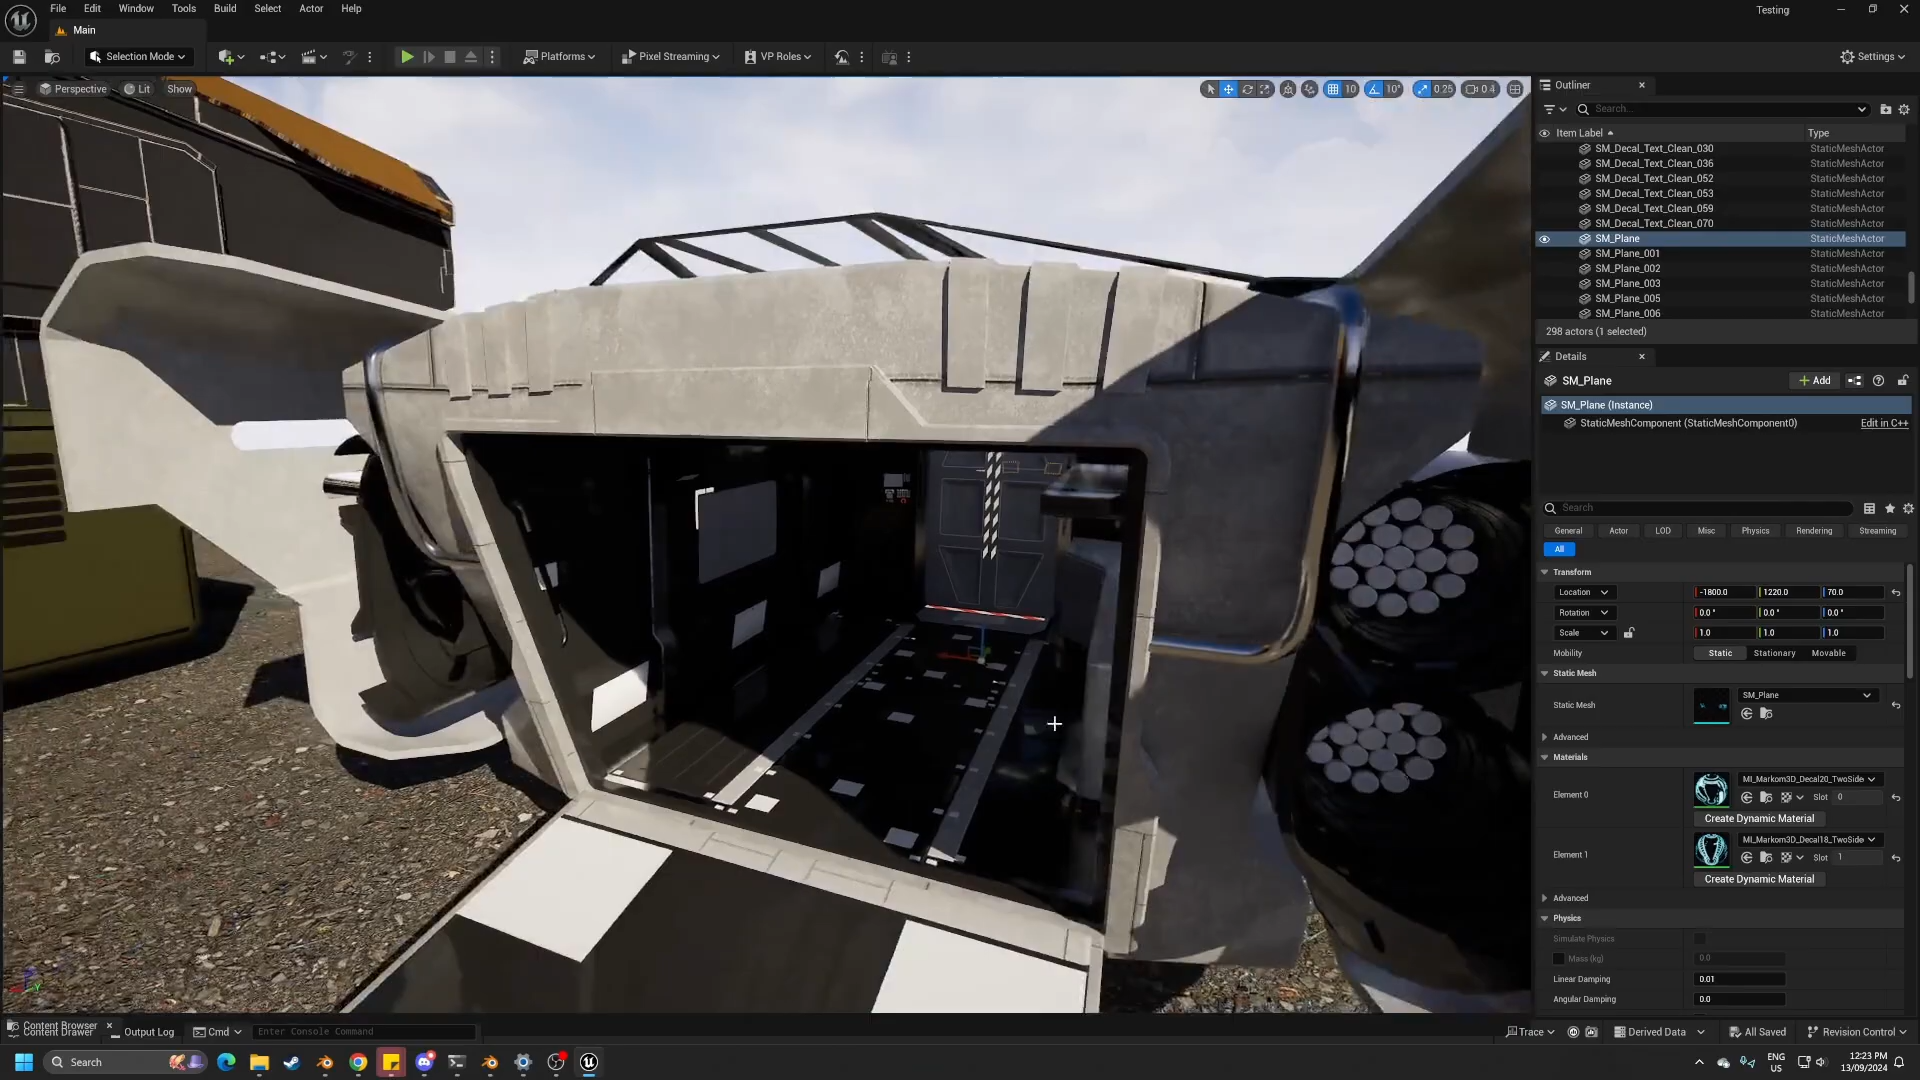 File Edit Window Tools Build Select Actor Help
Testing
Main
Selection Mode
Platforms
Pixel Streaming
VP Roles
Settings
Perspective
Lit
Show
10
10°
0.25
0.4
Outliner
Search...
Item Label
Type
SM_Decal_Text_Clean_030 StaticMeshActor
SM_Decal_Text_Clean_036 StaticMeshActor
SM_Decal_Text_Clean_052 StaticMeshActor
SM_Decal_Text_Clean_053 StaticMeshActor
SM_Decal_Text_Clean_059 StaticMeshActor
SM_Decal_Text_Clean_070 StaticMeshActor
SM_Plane StaticMeshActor
SM_Plane_001 StaticMeshActor
SM_Plane_002 StaticMeshActor
SM_Plane_003 StaticMeshActor
SM_Plane_005 StaticMeshActor
SM_Plane_006 StaticMeshActor
298 actors (1 selected)
Details
SM_Plane
+ Add
SM_Plane (Instance)
StaticMeshComponent (StaticMeshComponent0) Edit in C++
Search
General Actor LOD Misc Physics Rendering Streaming
All
Transform
Location -1800.0 1220.0 70.0
Rotation 0.0 ° 0.0 ° 0.0 °
Scale 1.0 1.0 1.0
Mobility Static Stationary Movable
Static Mesh
Static Mesh SM_Plane
Advanced
Materials
MI_Markom3D_Decal20_TwoSide
Element 0 Slot 0
Create Dynamic Material
MI_Markom3D_Decal18_TwoSide
Element 1 Slot 1
Create Dynamic Material
Advanced
Physics
Simulate Physics
Mass (kg) 0.0
Linear Damping 0.01
Angular Damping 0.0
Content Browser
Content Drawer
Output Log
Cmd
Enter Console Command
Trace
Derived Data
All Saved
Revision Control
Search
ENG
US
12:23 PM
13/09/2024